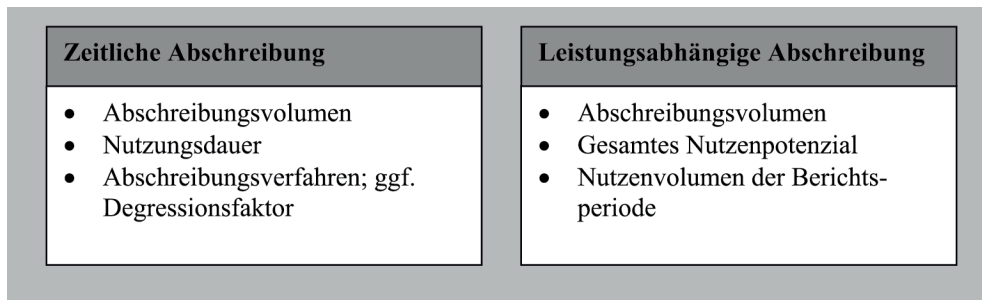 Zeitliche Abschreibung
• Abschreibungsvolumen
• Nutzungsdauer
• Abschreibungsverfahren; ggf.
Degressionsfaktor
Leistungsabhängige Abschreibung
• Abschreibungsvolumen
• Gesamtes Nutzenpotenzial
• Nutzenvolumen der Berichts-
periode